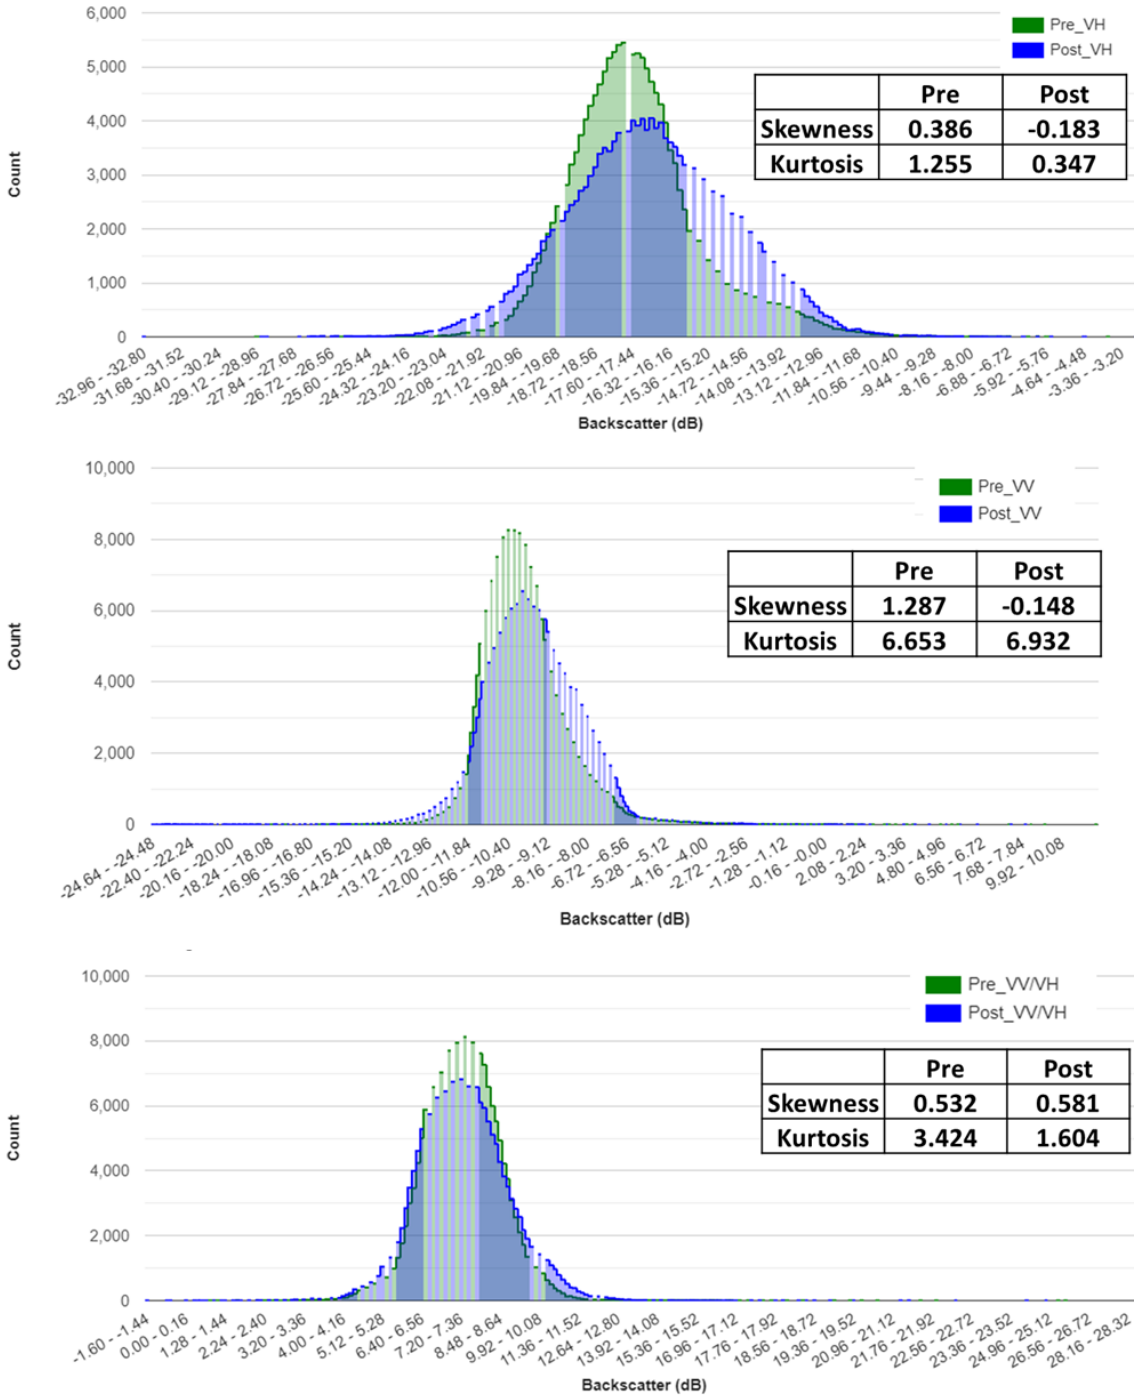 6,000
5,000
4,000
3,000
2,000
1,000
0
Count
Pre_VH
Post_VH
Pre Post
Skewness 0.386 -0.183
Kurtosis 1.255 0.347
-32.96 - -32.80
-31.68 - -31.52
-30.40 - -30.24
-29.12 - -28.96
-27.84 - -27.68
-26.72 - -26.56
-25.60 - -25.44
-24.32 - -24.16
-23.20 - -23.04
-22.08 - -21.92
-21.12 - -20.96
-19.84 - -19.68
-18.72 - -18.56
-17.60 - -17.44
-16.32 - -16.16
-15.36 - -15.20
-14.72 - -14.56
-14.08 - -13.92
-13.12 - -12.96
-11.84 - -11.68
-10.56 - -10.40
-9.44 - -9.28
-8.16 - -8.00
-6.88 - -6.72
-5.92 - -5.76
-4.64 - -4.48
-3.36 - -3.20
Backscatter (dB)
10,000
8,000
6,000
4,000
2,000
0
Count
Pre_VV
Post_VV
Pre Post
Skewness 1.287 -0.148
Kurtosis 6.653 6.932
-24.64 - -24.48
-22.40 - -22.24
-20.16 - -20.00
-18.24 - -18.08
-16.96 - -16.80
-15.36 - -15.20
-14.24 - -14.08
-13.12 - -12.96
-12.00 - -11.84
-10.56 - -10.40
-9.28 - -9.12
-8.16 - -8.00
-6.72 - -6.56
-5.28 - -5.12
-4.16 - -4.00
-2.72 - -2.56
-1.28 - -1.12
-0.16 - -0.00
2.08 - 2.24
3.20 - 3.36
4.80 - 4.96
6.56 - 6.72
7.68 - 7.84
9.92 - 10.08
Backscatter (dB)
10,000
8,000
6,000
4,000
2,000
0
Count
Pre_VV/VH
Post_VV/VH
Pre Post
Skewness 0.532 0.581
Kurtosis 3.424 1.604
-1.60 - -1.44
0.00 - 0.16
1.28 - 1.44
2.24 - 2.40
3.20 - 3.36
4.00 - 4.16
5.12 - 5.28
6.40 - 6.56
7.20 - 7.36
8.48 - 8.64
9.92 - 10.08
11.36 - 11.52
12.64 - 12.80
13.92 - 14.08
15.36 - 15.52
16.96 - 17.12
17.76 - 17.92
18.56 - 18.72
19.36 - 19.52
20.96 - 21.12
21.76 - 21.92
22.56 - 22.72
23.36 - 23.52
24.96 - 25.12
26.56 - 26.72
28.16 - 28.32
Backscatter (dB)